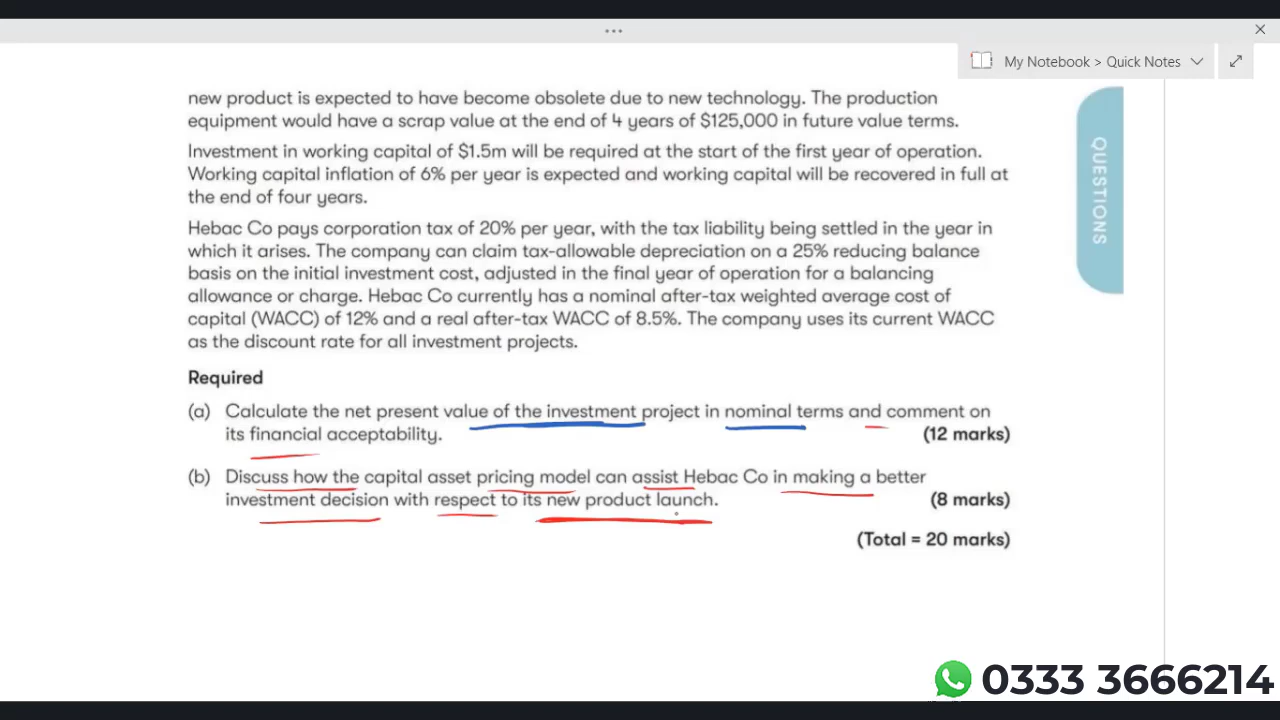 My Notebook > Quick Notes
new product is expected to have become obsolete due to new technology. The production
equipment would have a scrap value at the end of 4 years of $125,000 in future value terms.
Investment in working capital of $1.5m will be required at the start of the first year of operation.
Working capital inflation of 6% per year is expected and working capital will be recovered in full at
the end of four years.
Hebac Co pays corporation tax of 20% per year, with the tax liability being settled in the year in
which it arises. The company can claim tax-allowable depreciation on a 25% reducing balance
basis on the initial investment cost, adjusted in the final year of operation for a balancing
allowance or charge. Hebac Co currently has a nominal after-tax weighted average cost of
capital (WACC) of 12% and a real after-tax WACC of 8.5%. The company uses its current WACC
as the discount rate for all investment projects.
Required
(a) Calculate the net present value of the investment project in nominal terms and comment on
its financial acceptability. (12 marks)
(b) Discuss how the capital asset pricing model can assist Hebac Co in making a better
investment decision with respect to its new product launch. (8 marks)
(Total = 20 marks)
QUESTIONS
0333 3666214